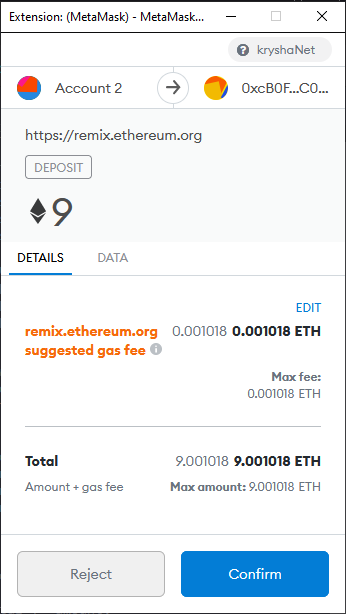 Extension: (MetaMask) - MetaMask...
kryshaNet
Account 2
0xcB0F...C0...
https://remix.ethereum.org
DEPOSIT
9
DETAILS
DATA
EDIT
remix.ethereum.org 0.001018 0.001018 ETH
suggested gas fee
Max fee:
0.001018 ETH
Total 9.001018 9.001018 ETH
Amount + gas fee Max amount: 9.001018 ETH
Reject
Confirm